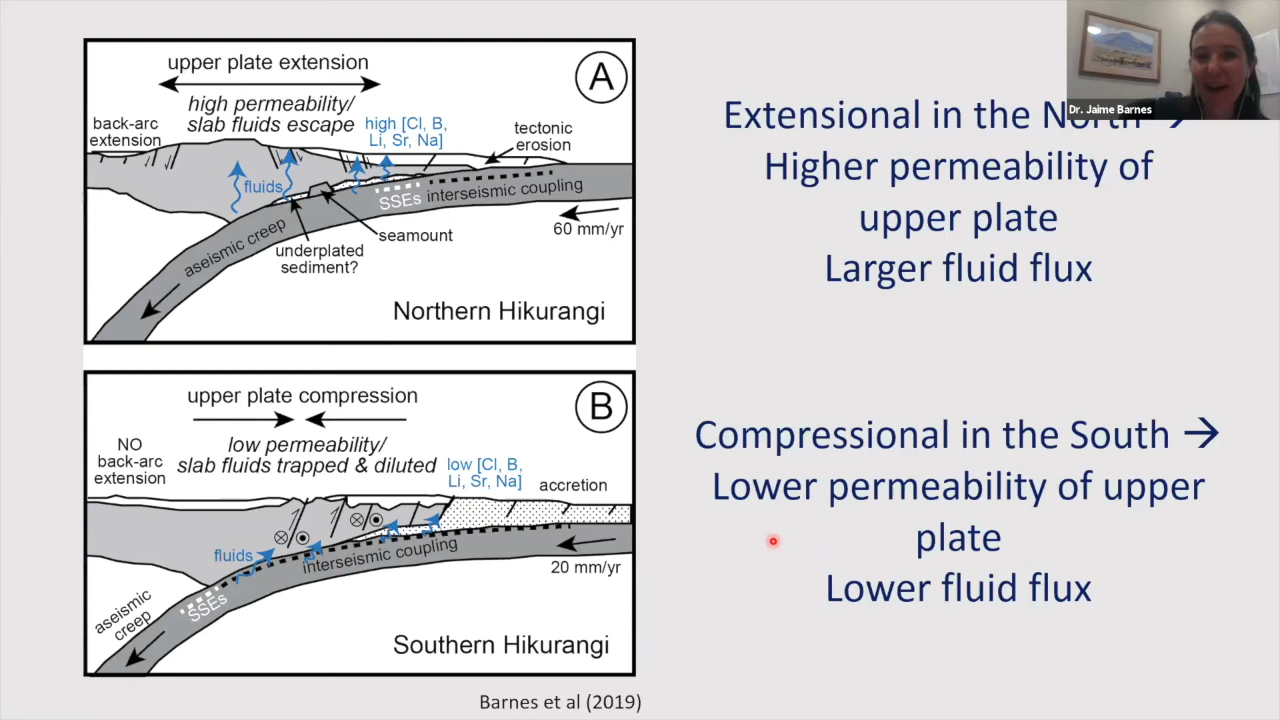 upper plate extension
A
high permeability/
slab fluids escape
back-arc
extension
high [Cl, B,
Li, Sr, Na]
tectonic
erosion
fluids
SSEs
interseismic coupling
60 mm/yr
seamount
aseismic creep
underplated
sediment?
Northern Hikurangi
upper plate compression
B
NO
back-arc
extension
low permeability/
slab fluids trapped & diluted
low [Cl, B,
Li, Sr, Na]
accretion
fluids
interseismic coupling
20 mm/yr
SSEs
aseismic
creep
Southern Hikurangi
Barnes et al (2019)
Dr. Jaime Barnes
Extensional in the →
Higher permeability of
upper plate
Larger fluid flux
Compressional in the South →
Lower permeability of upper
plate
Lower fluid flux